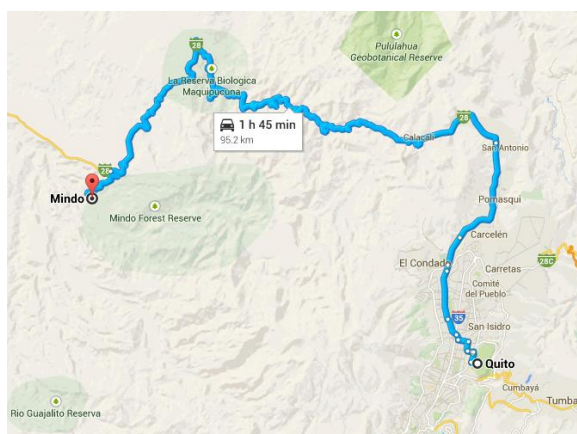 28
Pululahua
Geobotanical Reserve
La Reserva Biologica
Maquipucuna
1 h 45 min
95.2 km
28
Calacalí
San Antonio
28
Mindo
Mindo Forest Reserve
Pomasqui
Carcelén
El Condado
Carretas
28C
Comité
del Pueblo
35
San Isidro
Quito
Cumbayá
Tumba
Rio Guajalito Reserva